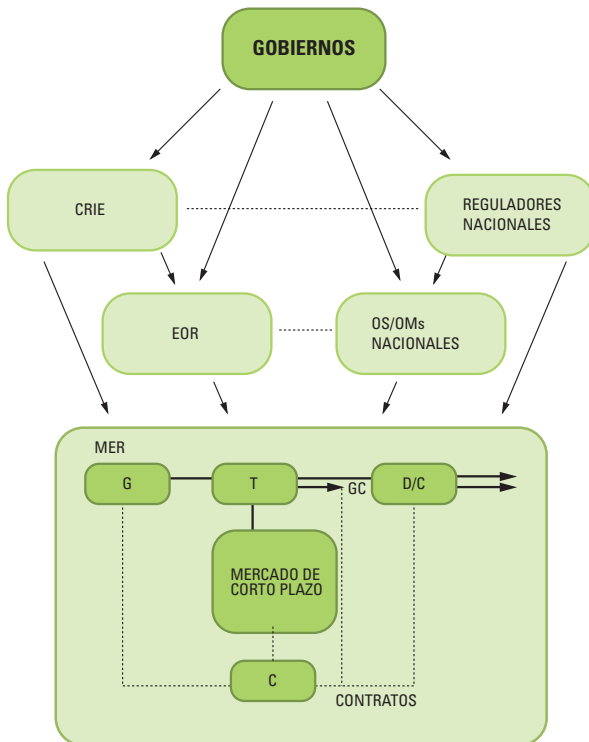 GOBIERNOS
CRIE
REGULADORES
NACIONALES
EOR
OS/OMs
NACIONALES
MER
G
T
GC
D/C
MERCADO DE
CORTO PLAZO
C
CONTRATOS